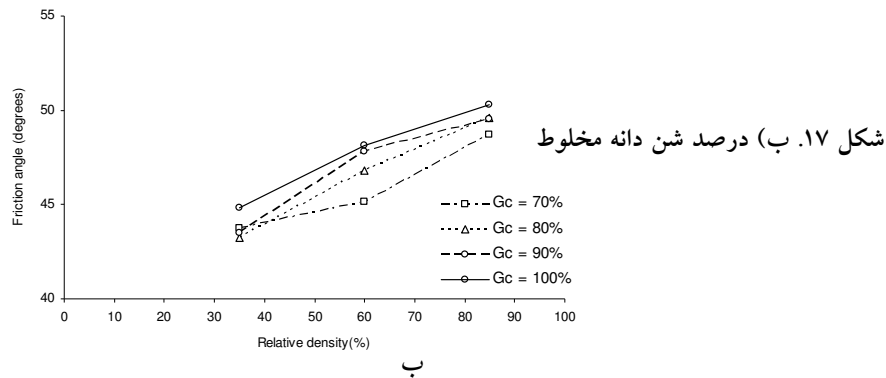 55
50
45
40
Friction angle (degrees)
شکل ۱۷. ب) درصد شن دانه مخلوط
Gc = 70%
Gc = 80%
Gc = 90%
Gc = 100%
0 10 20 30 40 50 60 70 80 90 100
Relative density(%)
ب